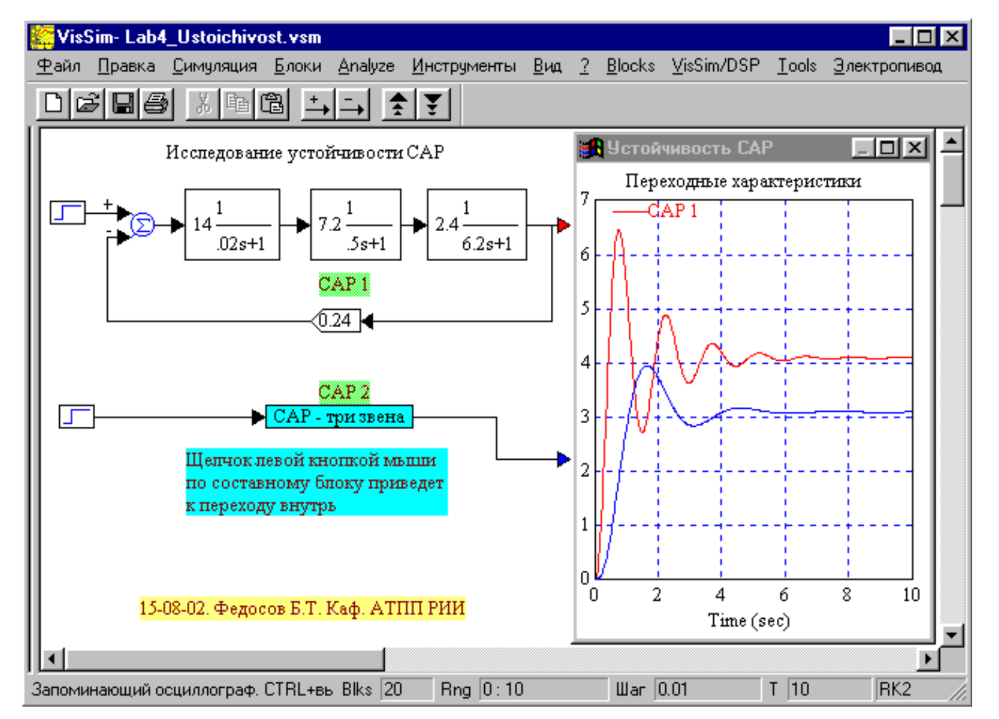 VisSim- Lab4_Ustoichivost.vsm
Файл Правка Симуляция Блоки Analyze Инструменты Вид ? Blocks VisSim/DSP Tools Электропивод
Исследование устойчивости САР
+
-
Σ
14 1
.02s+1
7.2 1
.5s+1
2.4 1
6.2s+1
САР 1
0.24
САР 2
САР - три звена
Щелчок левой кнопкой мыши
по составному блоку приведет
к переходу внутрь
15-08-02. Федосов Б.Т. Каф. АТПП РИИ
Устойчивость САР
Переходные характеристики
САР 1
7
6
5
4
3
2
1
0
0 2 4 6 8 10
Time (sec)
Запоминающий осциллограф. CTRL+вь Blks 20 Rng 0 : 10 Шаг 0.01 T 10 RK2